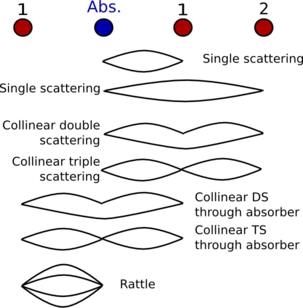 1 Abs. 1 2
Single scattering
Single scattering
Collinear double
scattering
Collinear triple
scattering
Collinear DS
through absorber
Collinear TS
through absorber
Rattle